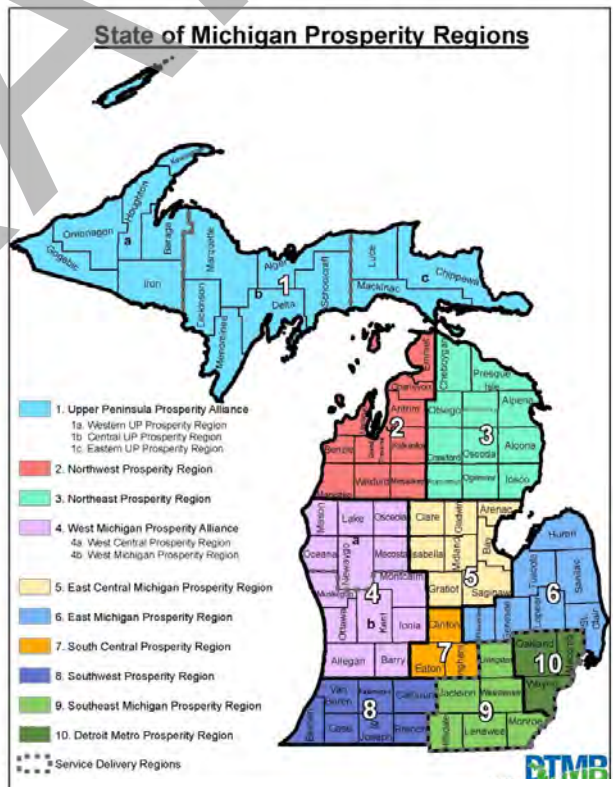 State of Michigan Prosperity Regions
Keweenaw
Houghton
Ontonagon
a
Baraga
Gogebic
Iron
Marquette
Dickinson
Menominee
Alger
1
b
Delta
Schoolcraft
Luce
Mackinac
c
Chippewa
Emmet
Cheboygan
Presque
Isle
Charlevoix
Antrim
Otsego
Alpena
2
3
Benzie
Crawford
Oscoda
Alcona
Manistee
Wexford
Missaukee
Ogemaw
Iosco
Mason
Lake
Osceola
Clare
Gladwin
Arenac
a
Oceana
Newaygo
Mecosta
Isabella
Midland
Bay
Huron
Montcalm
5
Tuscola
Sanilac
Muskegon
4
Gratiot
Saginaw
6
Ottawa
b
Kent
Ionia
Clinton
Lapeer
St.
Clair
Allegan
Barry
Eaton
7
Ingham
Livingston
Oakland
Macomb
10
Van
Buren
Kalamazoo
Calhoun
Jackson
Washtenaw
Wayne
8
9
Berrien
Cass
St
Joseph
Branch
Hillsdale
Lenawee
Monroe
1. Upper Peninsula Prosperity Alliance
1a. Western UP Prosperity Region
1b Central UP Prosperity Region
1c. Eastern UP Prosperity Region
2. Northwest Prosperity Region
3. Northeast Prosperity Region
4. West Michigan Prosperity Alliance
4a West Central Prosperity Region
4b West Michigan Prosperity Region
5. East Central Michigan Prosperity Region
6. East Michigan Prosperity Region
7. South Central Prosperity Region
8. Southwest Prosperity Region
9. Southeast Michigan Prosperity Region
10. Detroit Metro Prosperity Region
Service Delivery Regions
DTMB